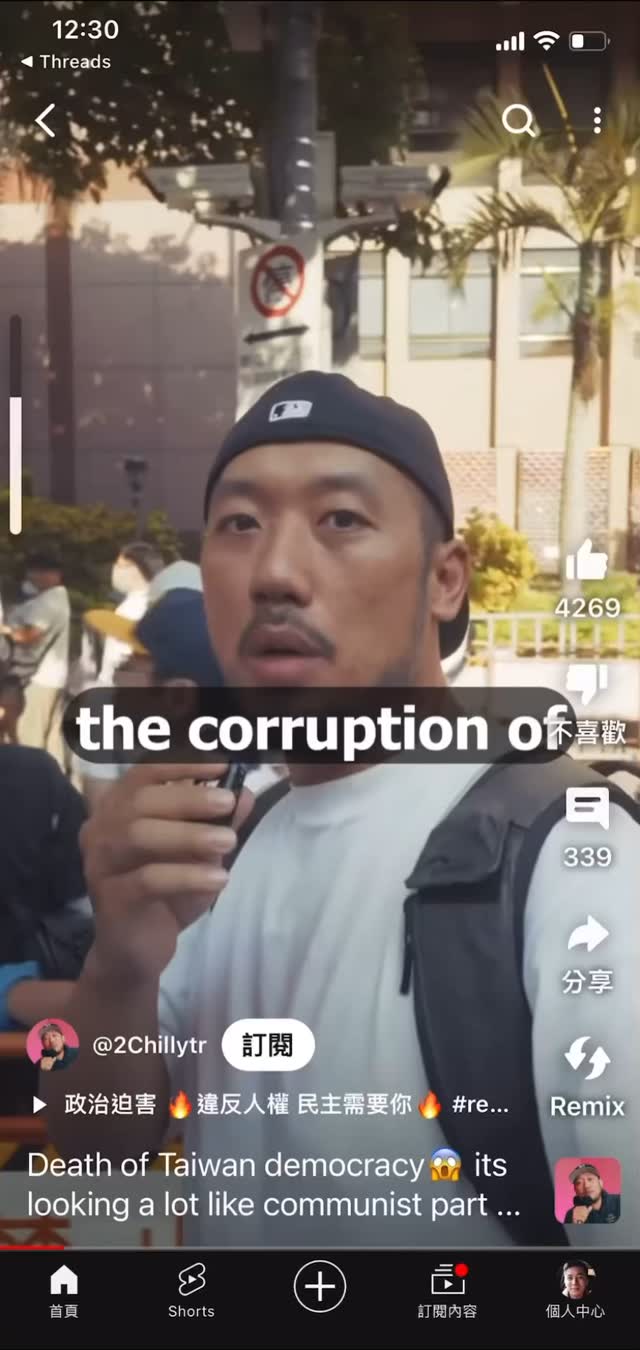 12:30
Threads
the corruption of
4269
不喜歡
339
分享
@2Chillytr
訂閱
政治迫害 🔥違反人權 民主需要你🔥 #re...
Remix
Death of Taiwan democracy😱 its
looking a lot like communist part ...
首頁
Shorts
訂閱內容
個人中心